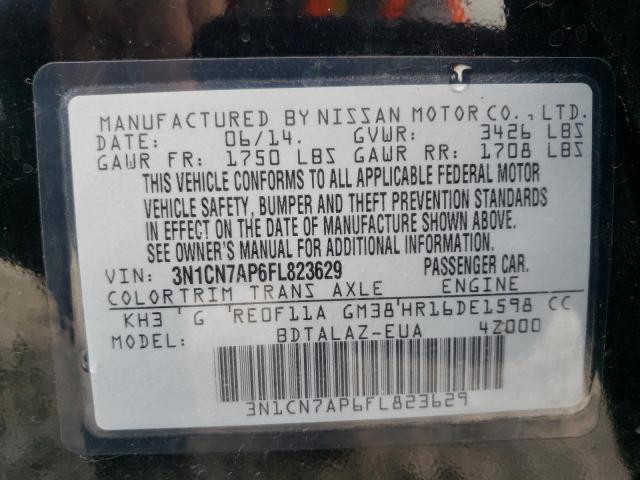 MANUFACTURED BY NISSAN MOTOR CO., LTD.
DATE: 06/14. GVWR: 3426 LBS
GAWR FR: 1750 LBS GAWR RR: 1708 LBS
THIS VEHICLE CONFORMS TO ALL APPLICABLE FEDERAL MOTOR
VEHICLE SAFETY, BUMPER AND THEFT PREVENTION STANDARDS
IN EFFECT ON THE DATE OF MANUFACTURE SHOWN ABOVE.
SEE OWNER'S MANUAL FOR ADDITIONAL INFORMATION.
VIN: 3N1CN7AP6FL823629 PASSENGER CAR.
COLORTRIM TRANS AXLE ENGINE
KH3 ' G ' RE0F11A GM38'HR16DE1598 CC
MODEL: BDTALAZ-EUA 4Z000
3N1CN7AP6FL823629